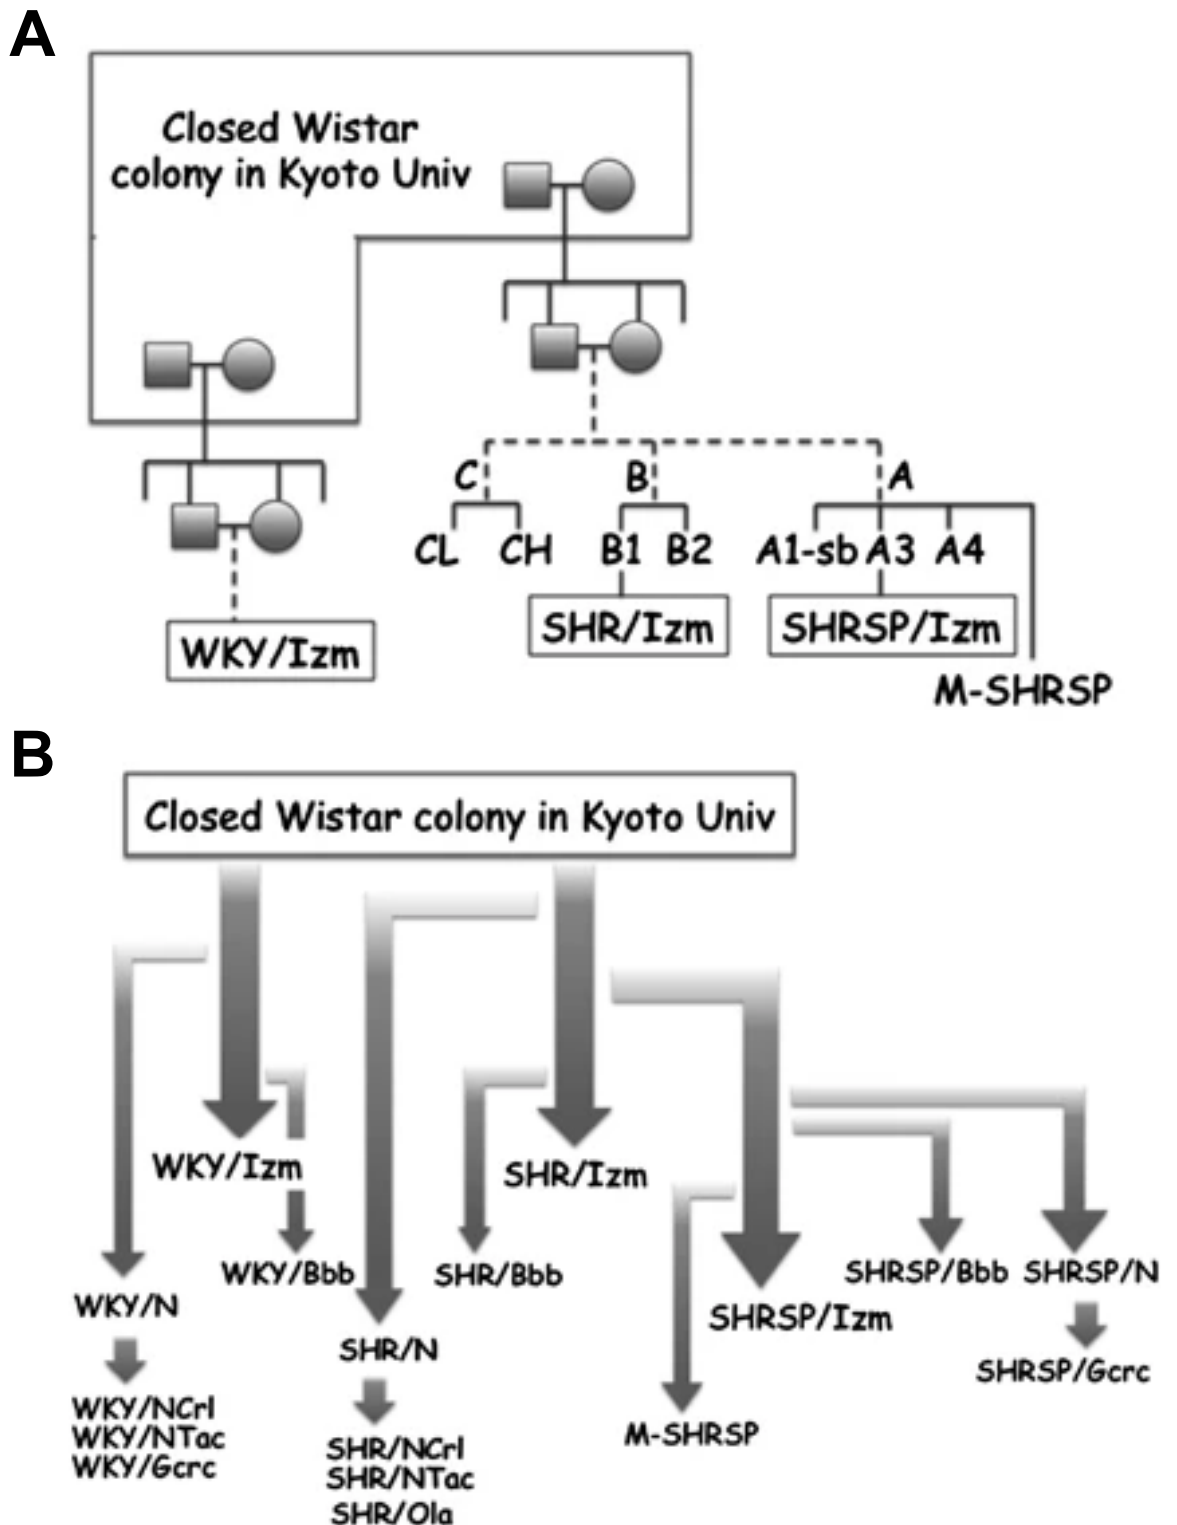 A
Closed Wistar
colony in Kyoto Univ
C
B
A
CL
CH
B1
B2
A1-sb
A3
A4
WKY/Izm
SHR/Izm
SHRSP/Izm
M-SHRSP
B
Closed Wistar colony in Kyoto Univ
WKY/Izm
SHR/Izm
WKY/Bbb
SHR/Bbb
SHRSP/Bbb
SHRSP/N
WKY/N
SHRSP/Izm
SHR/N
SHRSP/Gcrc
WKY/NCrl
WKY/NTac
WKY/Gcrc
M-SHRSP
SHR/NCrl
SHR/NTac
SHR/Ola